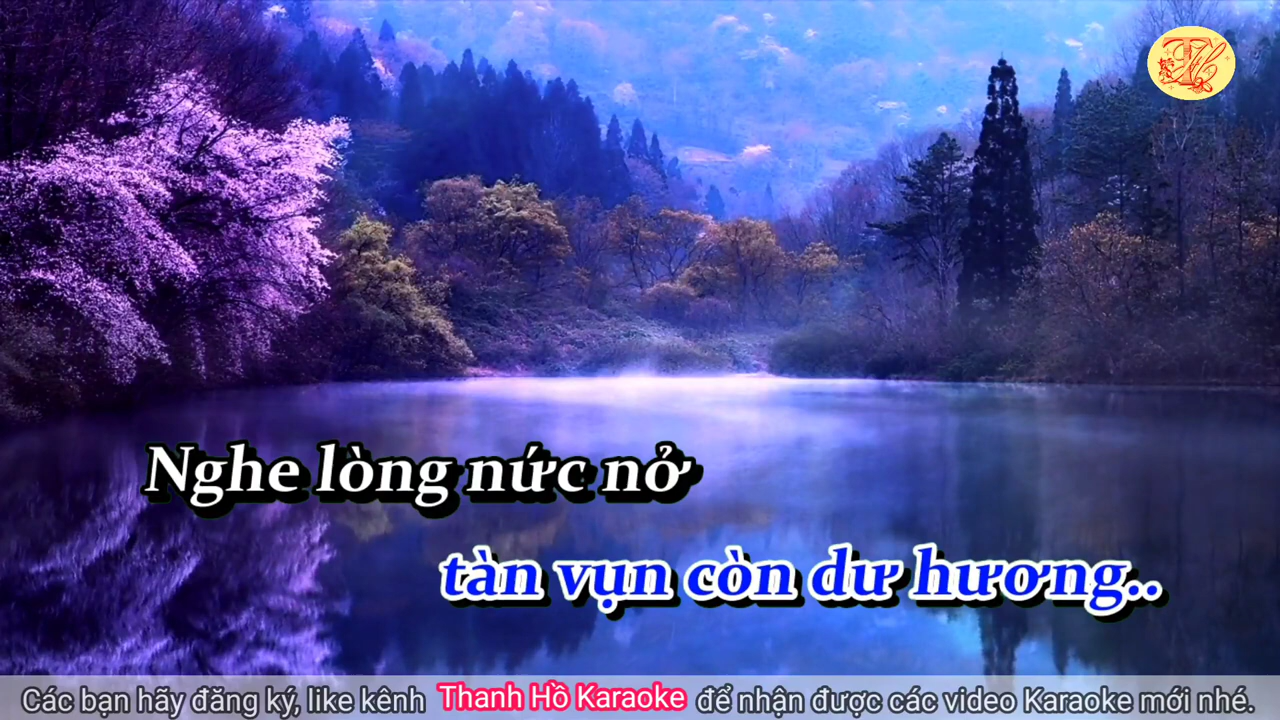 Nghe lòng nức nở
tàn vụn còn dư hương..
Các bạn hãy đăng ký, like kênh Thanh Hồ Karaoke để nhận được các video Karaoke mới nhé.